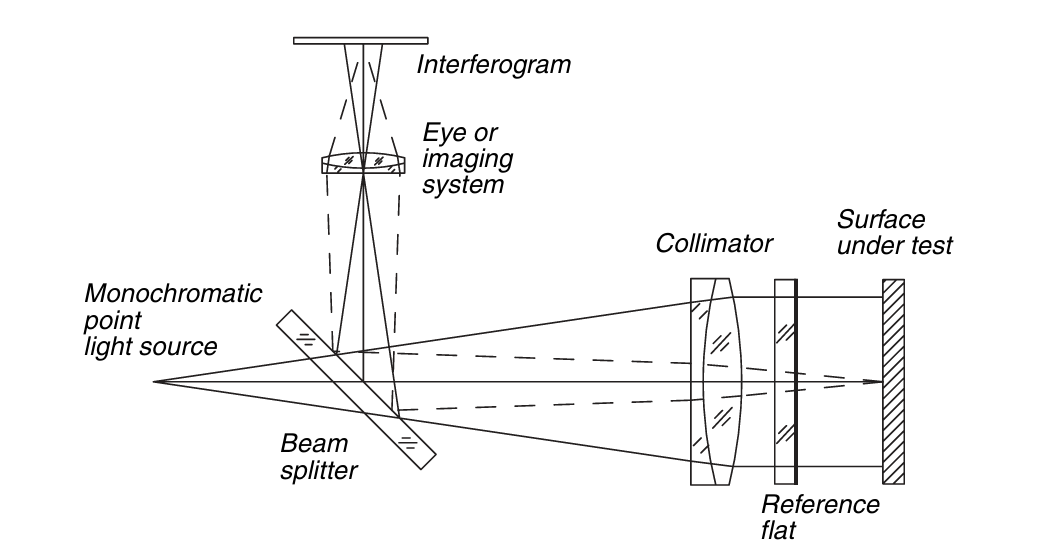 Interferogram
Eye or
imaging
system
Surface
under test
Collimator
Monochromatic
point
light source
Beam
splitter
Reference
flat